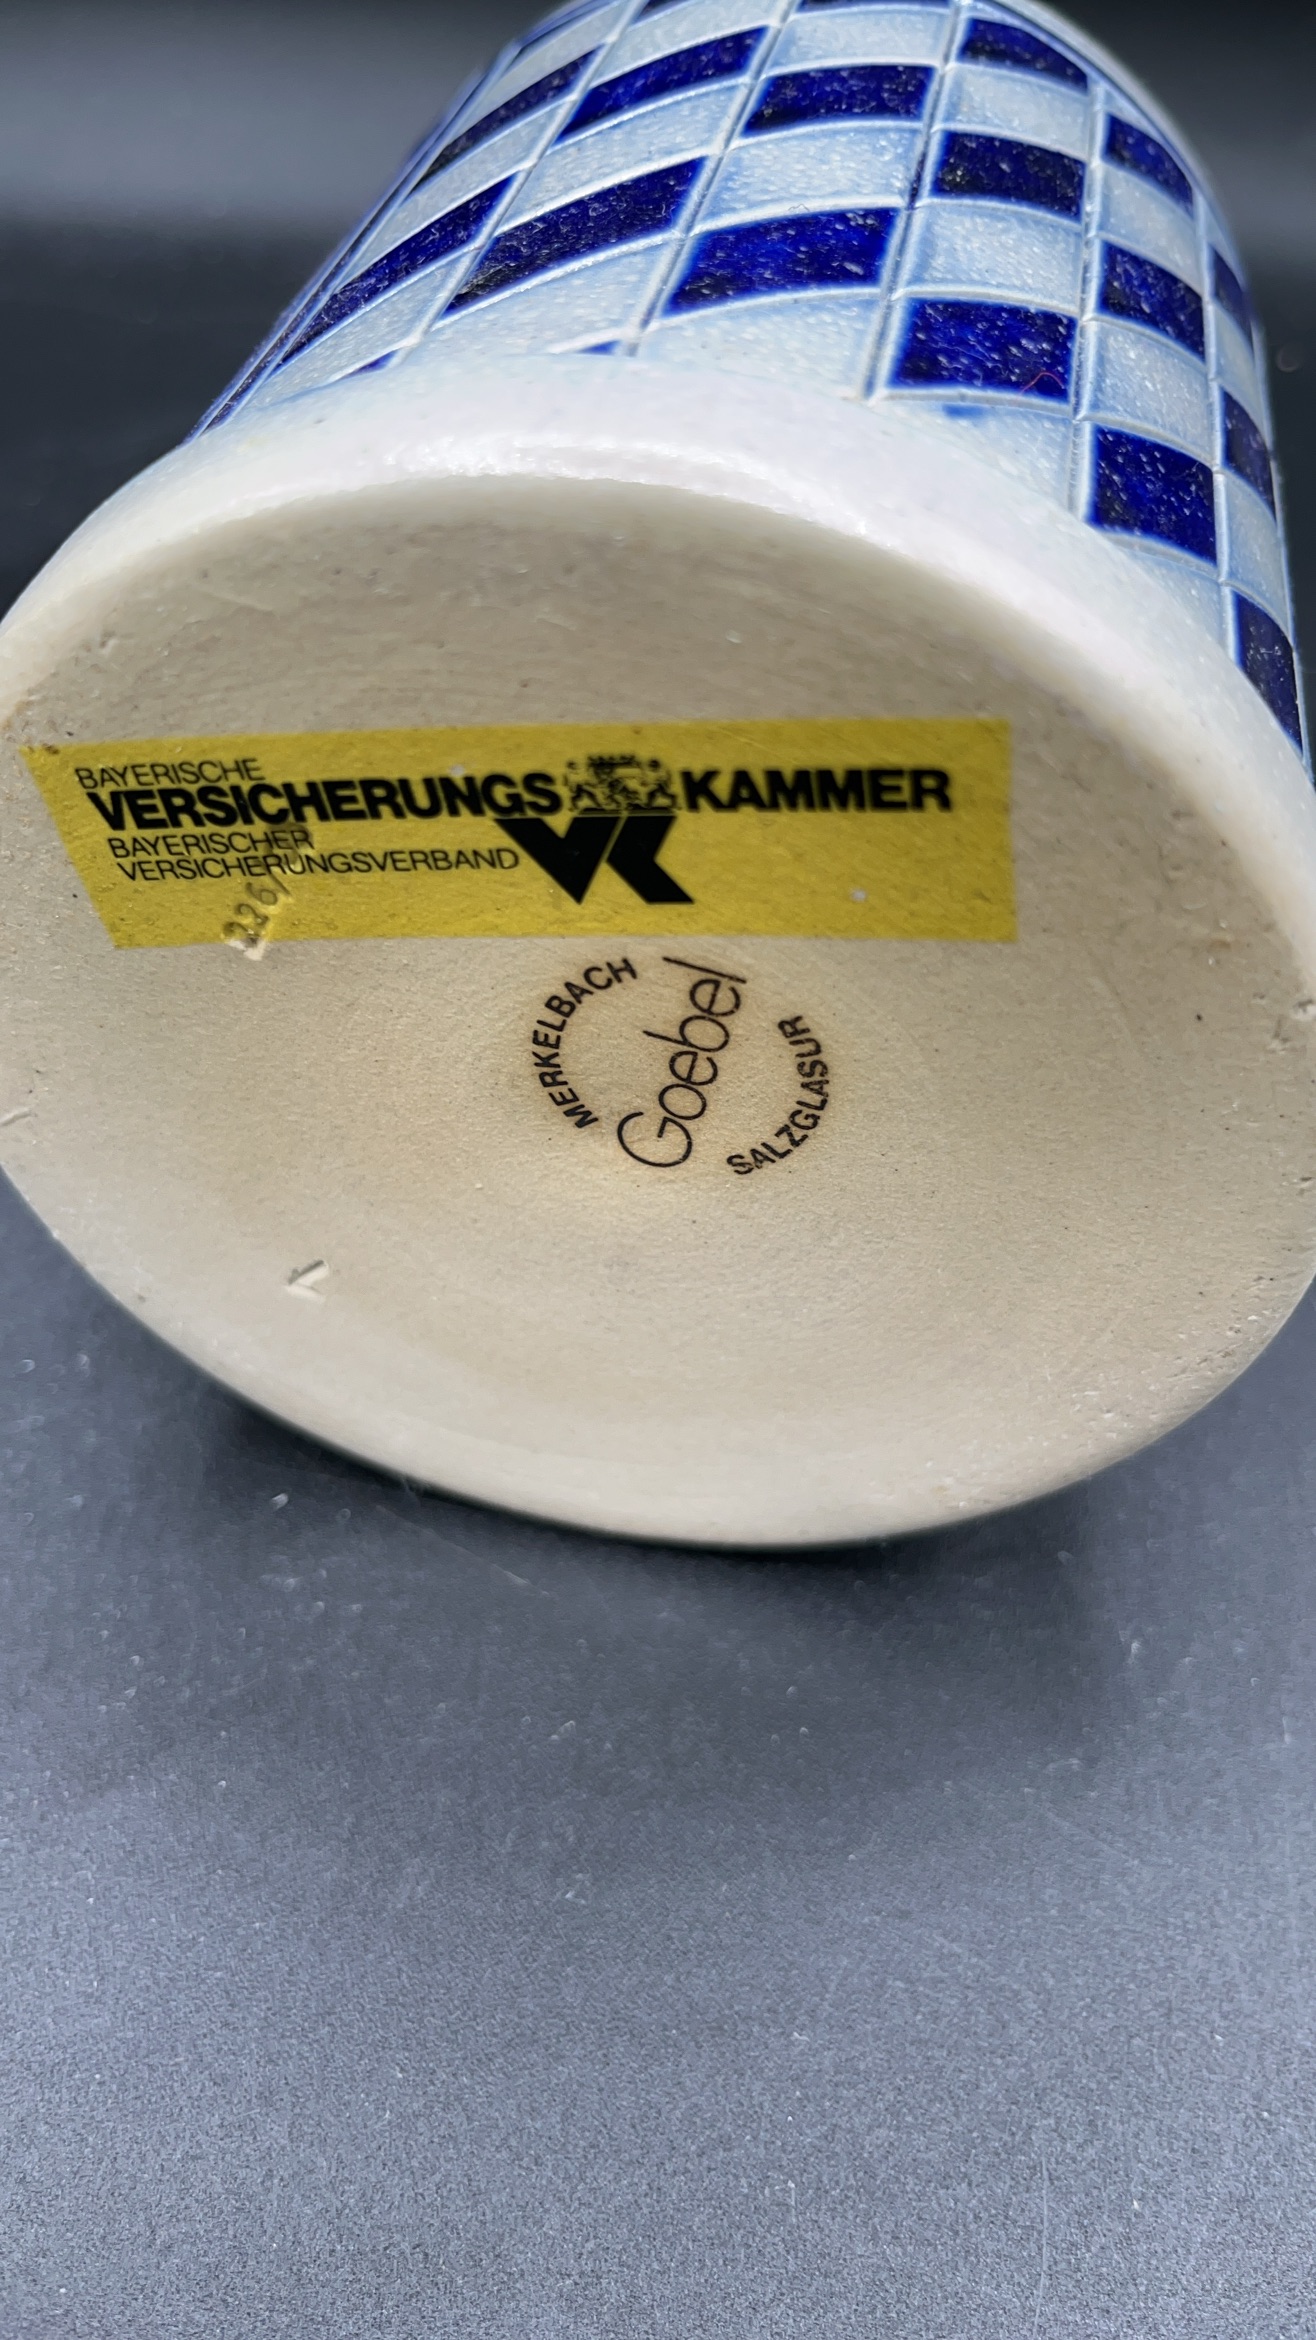 BAYERISCHE
VERSICHERUNGS KAMMER
BAYERISCHER
VERSICHERUNGSVERBAND
VK
MERKELBACH
Goebel
SALZGLASUR